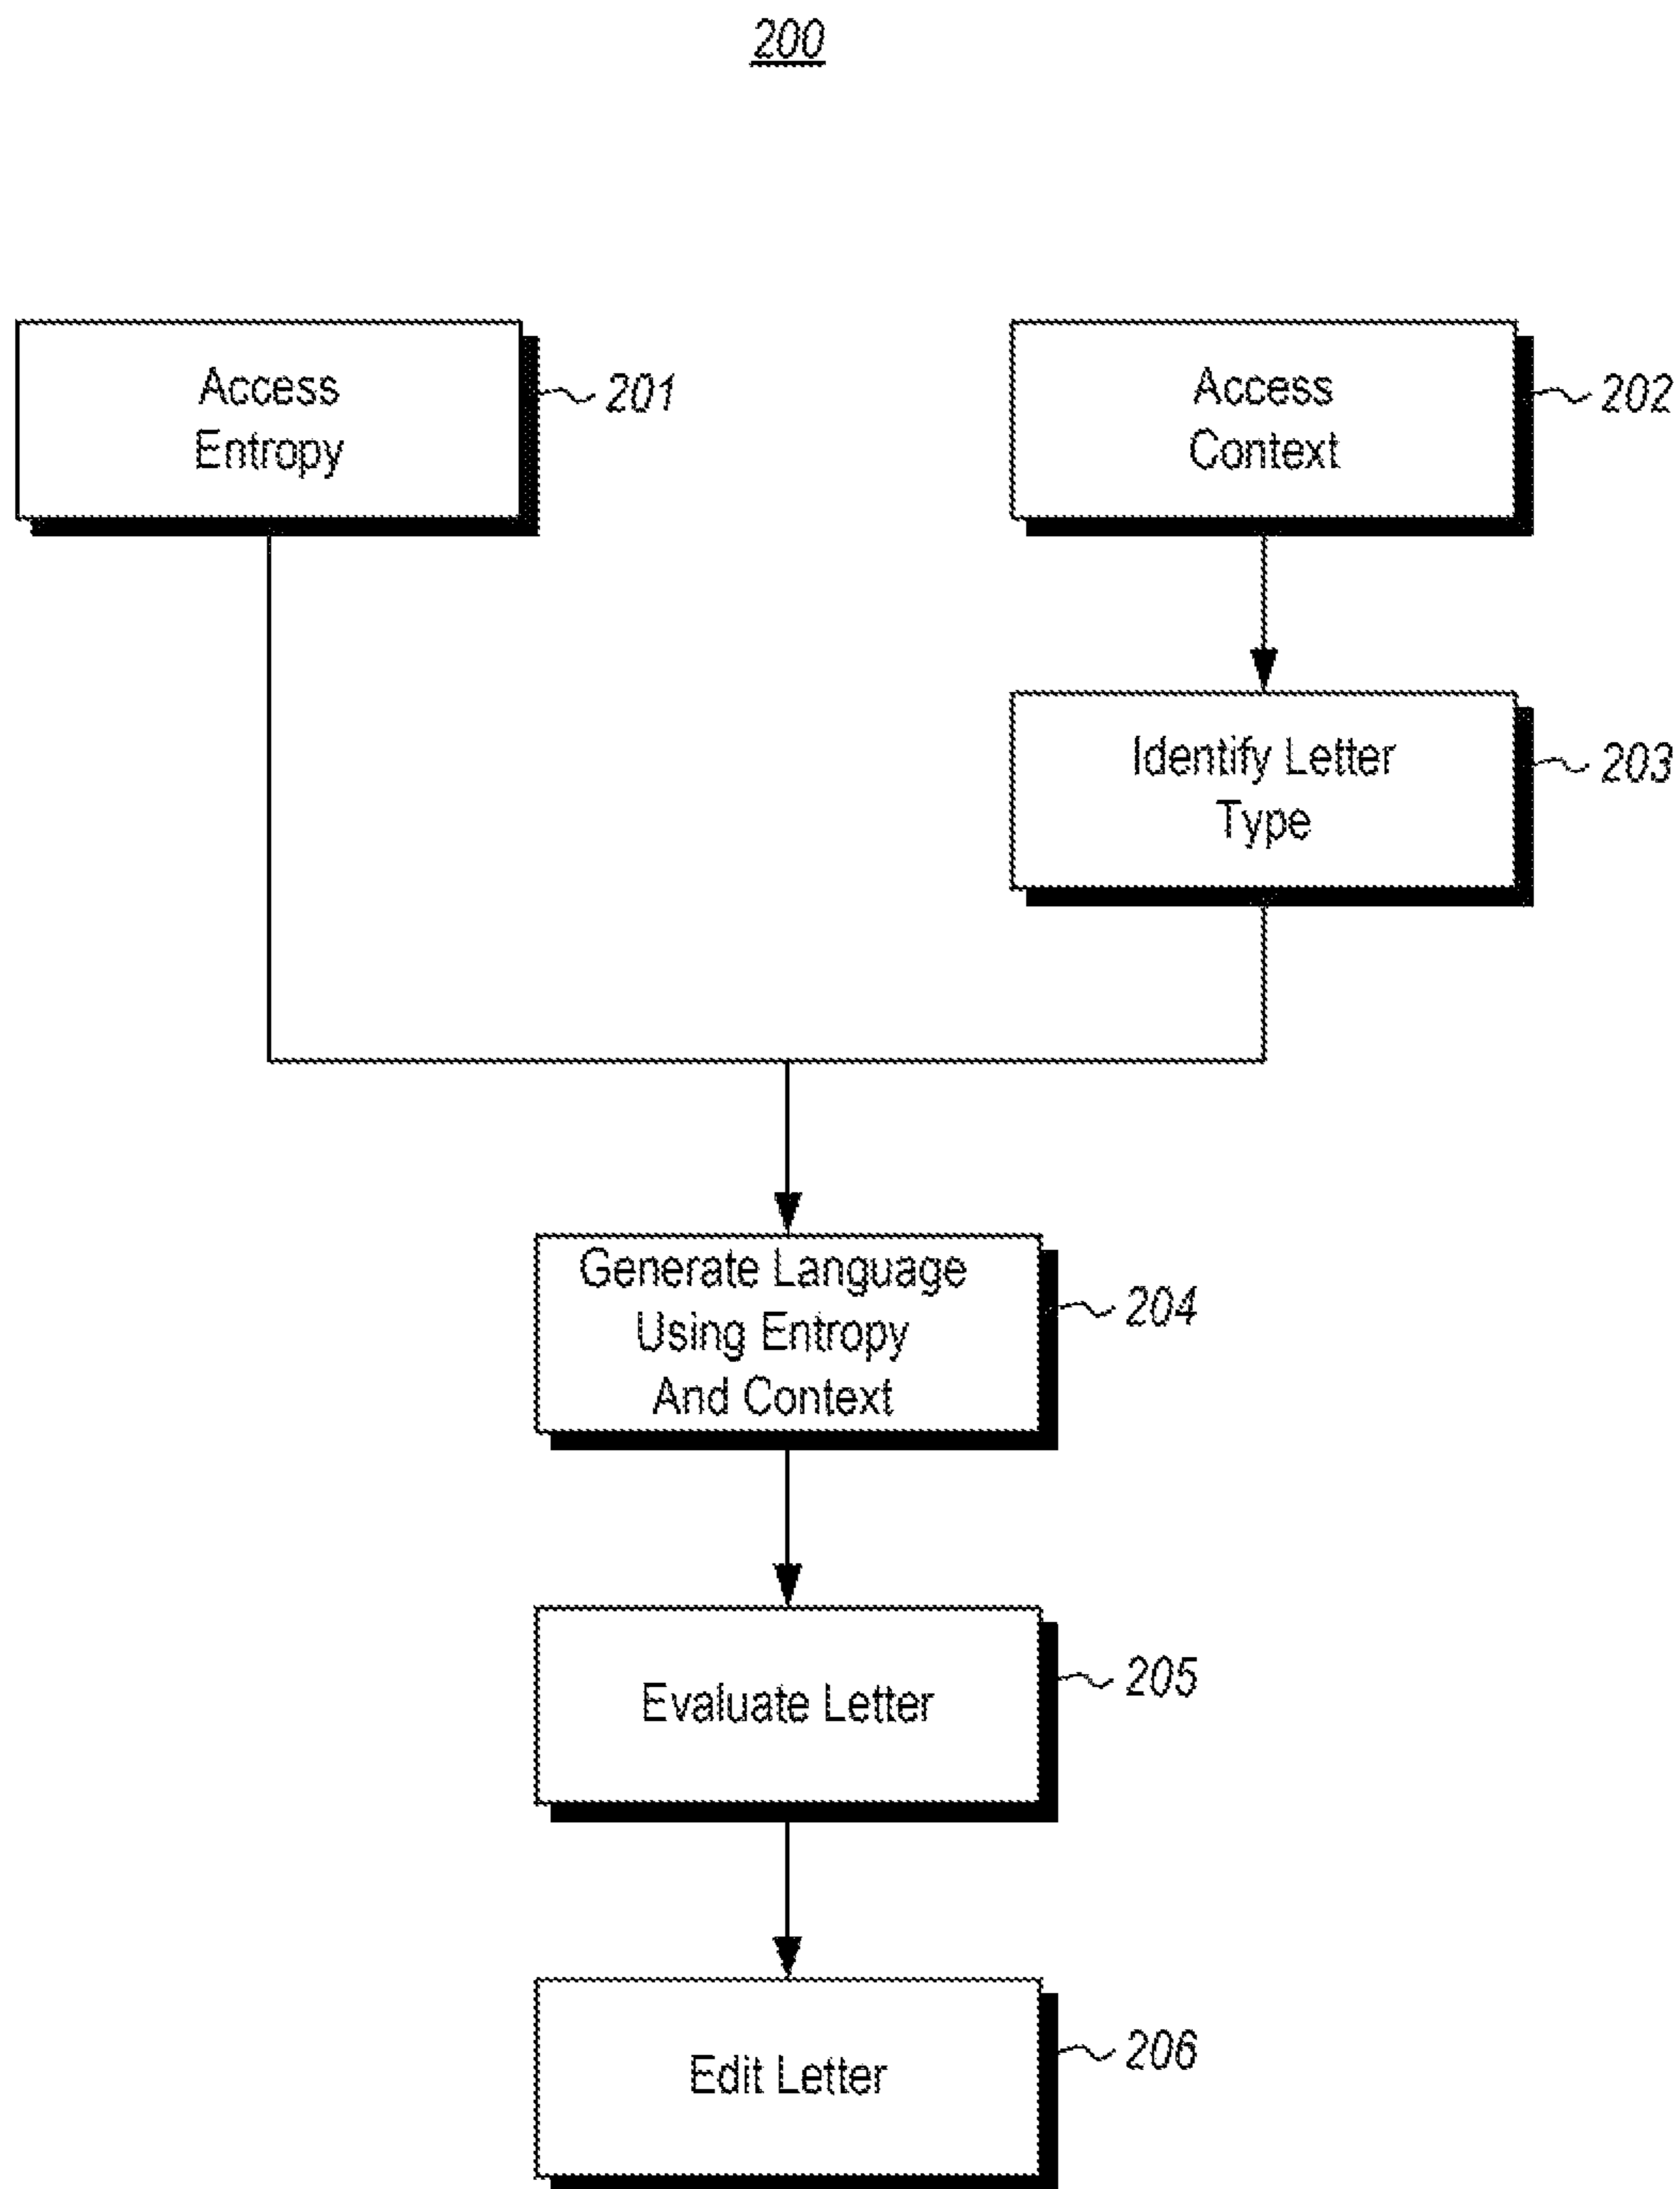 200
Access
Entropy
201
Access
Context
202
Identify Letter
Type
203
Generate Language
Using Entropy
And Context
204
Evaluate Letter
205
Edit Letter
206